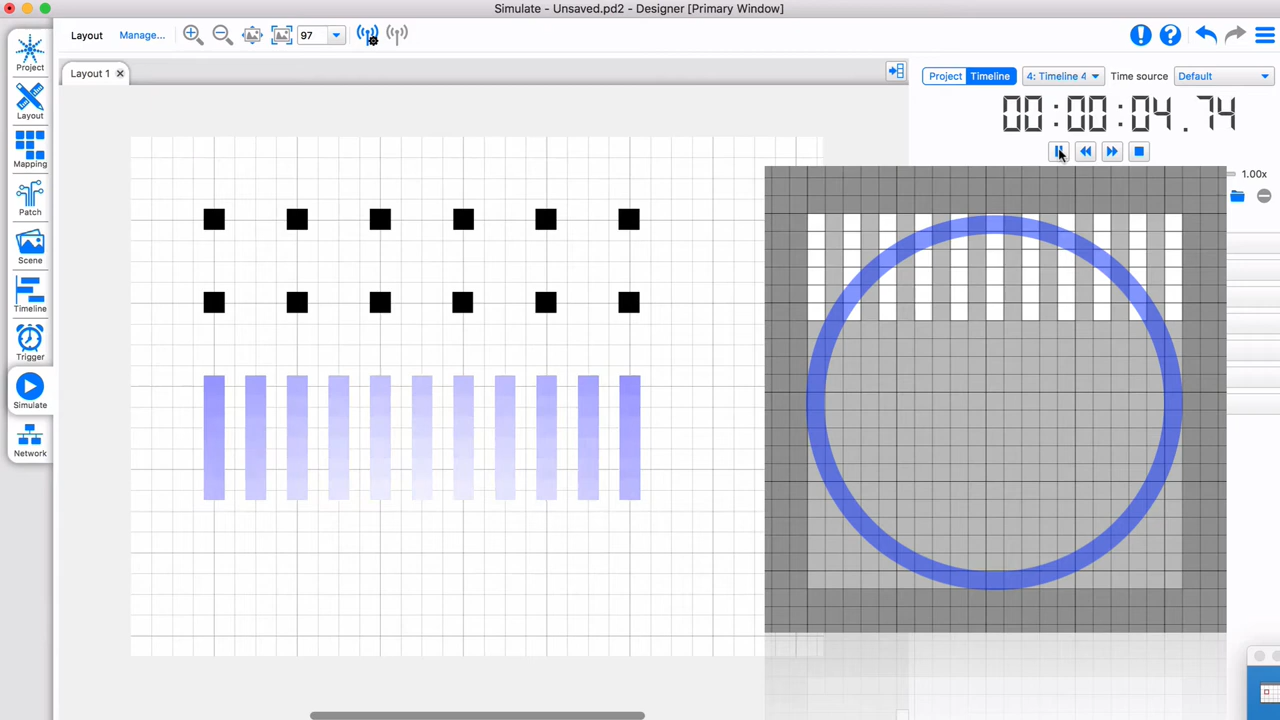 Simulate - Unsaved.pd2 - Designer [Primary Window]
Project
Layout
Mapping
Patch
Scene
Timeline
Trigger
Simulate
Network
Layout Manage... 97
Layout 1
Project Timeline 4: Timeline 4 Time source Default
00:00:04.74
1.00x